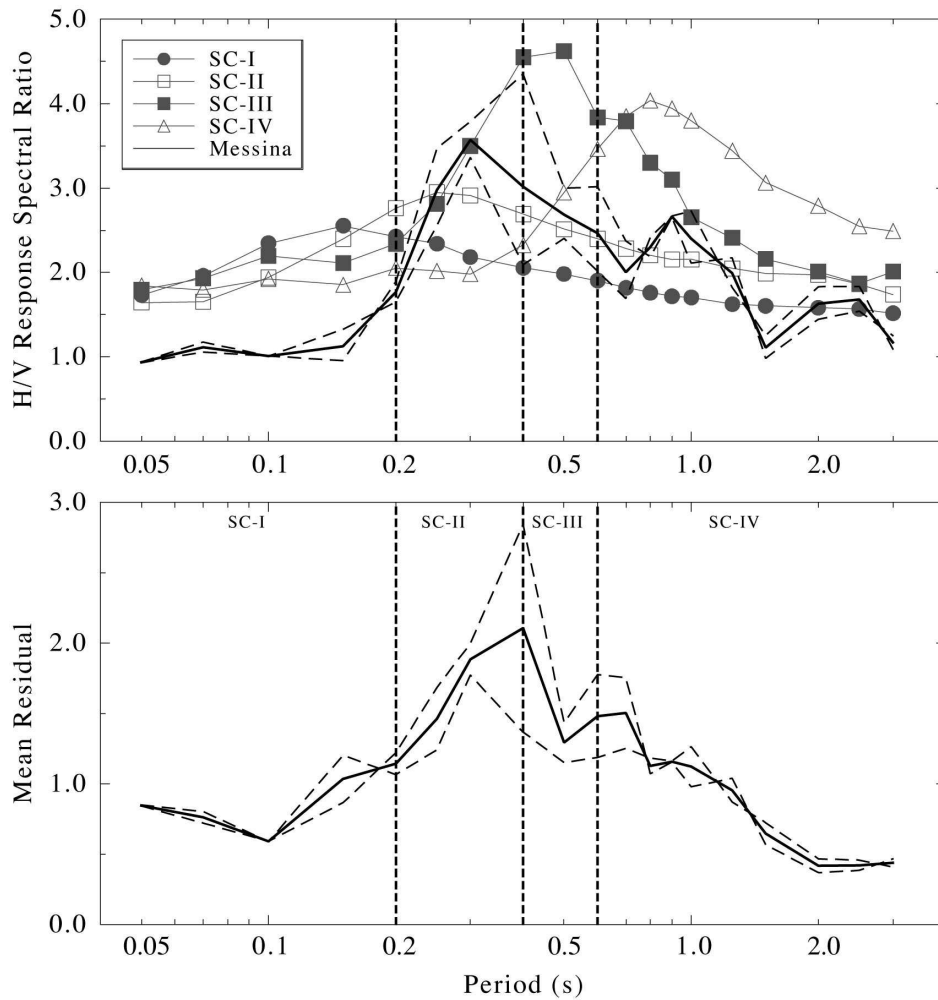 H/V Response Spectral Ratio
5.0
4.0
3.0
2.0
1.0
0.0
SC-I
SC-II
SC-III
SC-IV
Messina
0.05
0.1
0.2
0.5
1.0
2.0
Mean Residual
3.0
2.0
1.0
0.0
SC-I
SC-II
SC-III
SC-IV
0.05
0.1
0.2
0.5
1.0
2.0
Period (s)